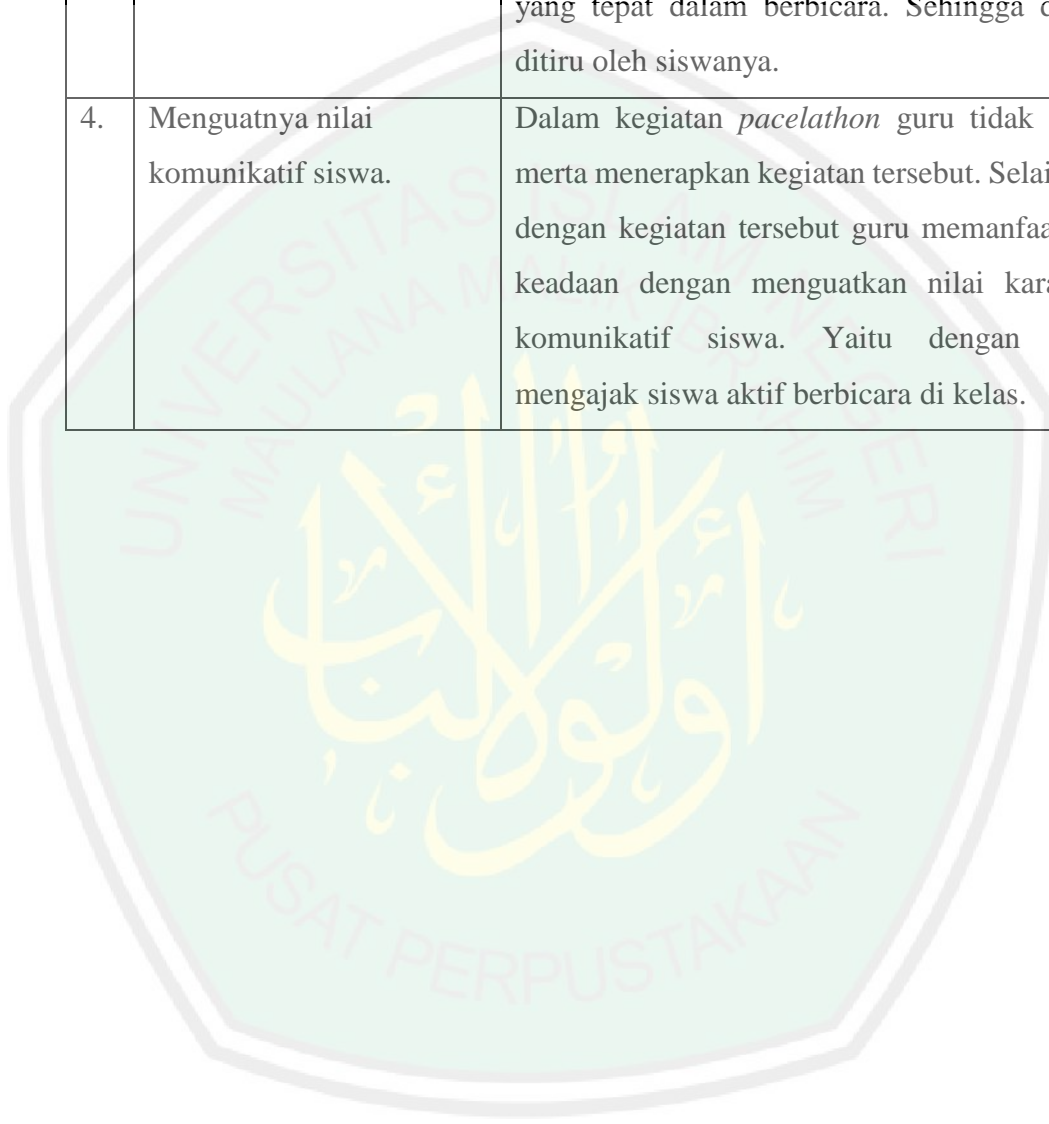 yang tepat dalam berbicara. Sehingga
ditiru oleh siswanya.
4. Menguatnya nilai komunikatif siswa.
Dalam kegiatan pacelathon guru tidak
merta menerapkan kegiatan tersebut.
dengan kegiatan tersebut guru
keadaan dengan menguatkan nilai
komunikatif siswa. Yaitu dengan
mengajak siswa aktif berbicara di kelas.
UNIVERSITAS ISLAM NEGERI
MAULANA MALIK IBRAHIM
أولوا الألباب
PUSAT PERPUSTAKAAN